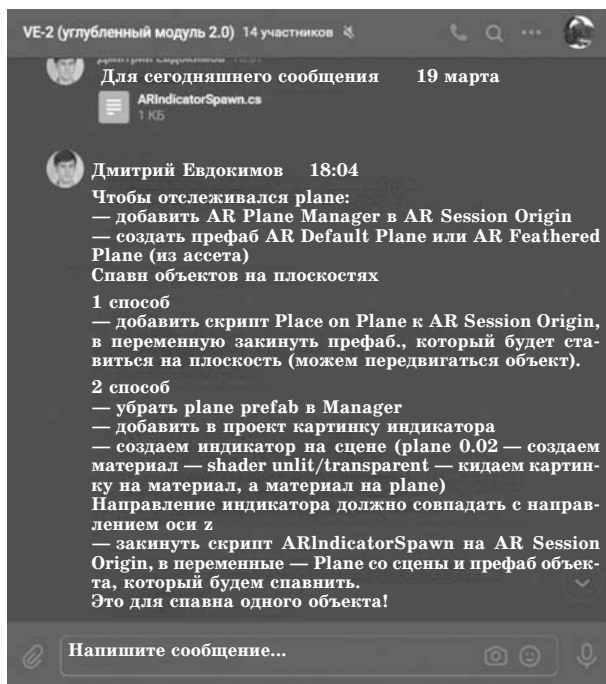 VE-2 (углубленный модуль 2.0) 14 участников
Дмитрий Евдокимов
Для сегодняшнего сообщения 19 марта
ARIndicatorSpawn.cs
1 КБ
Дмитрий Евдокимов 18:04
Чтобы отслеживался plane:
— добавить AR Plane Manager в AR Session Origin
— создать префаб AR Default Plane или AR Feathered
Plane (из ассета)
Спавн объектов на плоскостях
1 способ
— добавить скрипт Place on Plane к AR Session Origin,
в переменную закинуть префаб., который будет ста-
виться на плоскость (можем передвигаться объект).
2 способ
— убрать plane prefab в Manager
— добавить в проект картинку индикатора
— создаем индикатор на сцене (plane 0.02 — создаем
материал — shader unlit/transparent — кидаем картин-
ку на материал, а материал на plane)
Направление индикатора должно совпадать с направ-
лением оси z
— закинуть скрипт ARlndicatorSpawn на AR Session
Origin, в переменные — Plane со сцены и префаб объек-
та, который будем спавнить.
Это для спавна одного объекта!
Напишите сообщение...